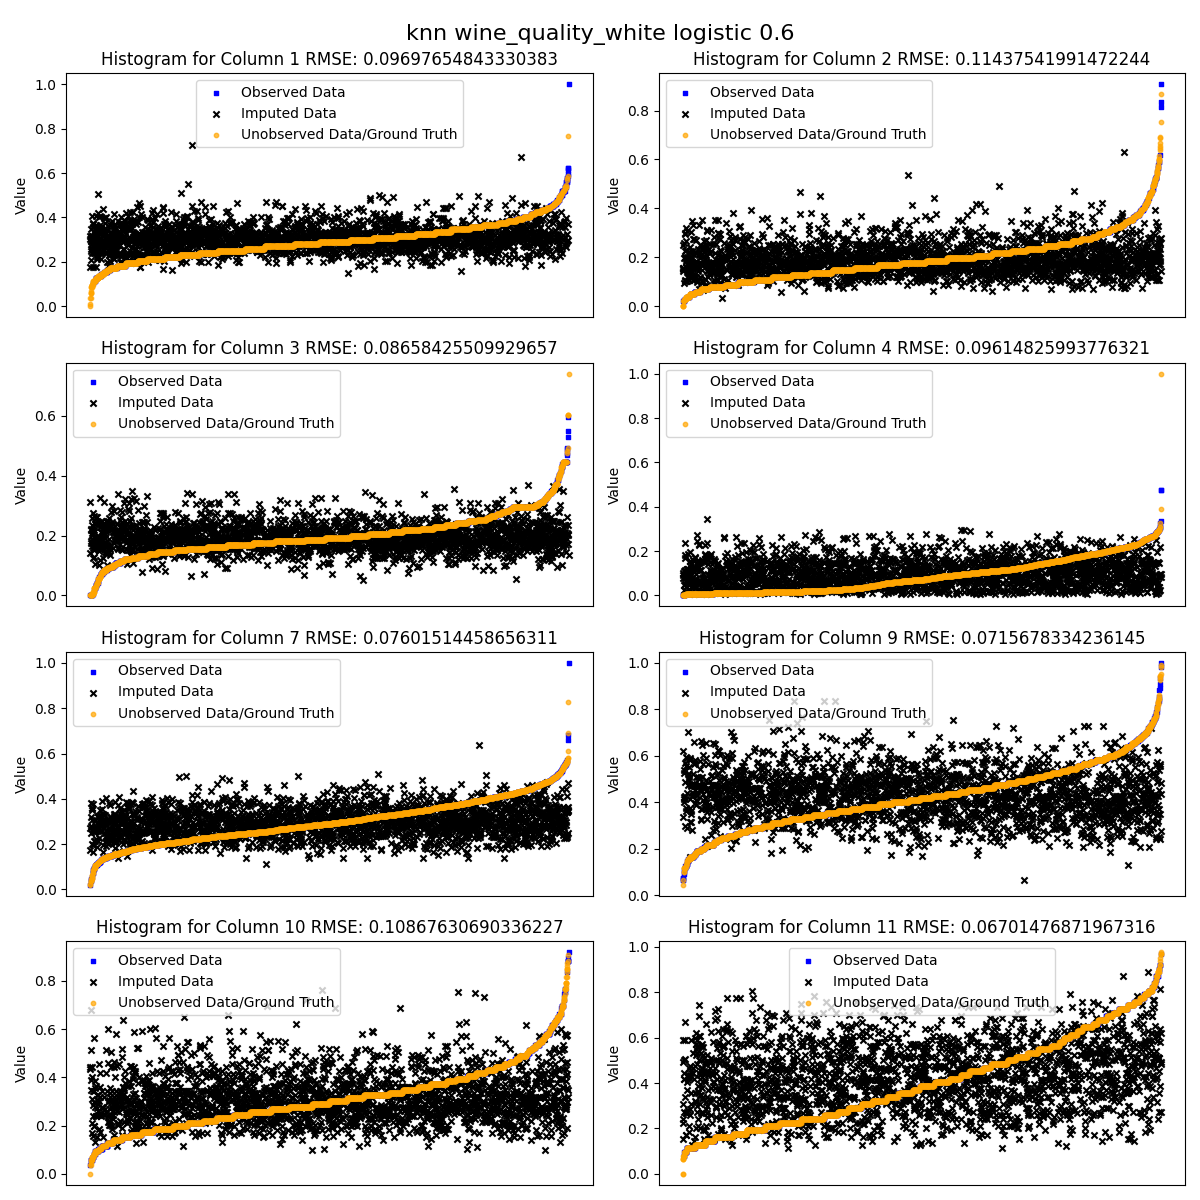 knn wine_quality_white logistic 0.6
Histogram for Column 1 RMSE: 0.09697654843330383
Value
1.0
0.8
0.6
0.4
0.2
0.0
Observed Data
Imputed Data
Unobserved Data/Ground Truth
Histogram for Column 2 RMSE: 0.11437541991472244
Value
0.8
0.6
0.4
0.2
0.0
Observed Data
Imputed Data
Unobserved Data/Ground Truth
Histogram for Column 3 RMSE: 0.08658425509929657
Value
0.6
0.4
0.2
0.0
Observed Data
Imputed Data
Unobserved Data/Ground Truth
Histogram for Column 4 RMSE: 0.09614825993776321
Value
1.0
0.8
0.6
0.4
0.2
0.0
Observed Data
Imputed Data
Unobserved Data/Ground Truth
Histogram for Column 7 RMSE: 0.07601514458656311
Value
1.0
0.8
0.6
0.4
0.2
0.0
Observed Data
Imputed Data
Unobserved Data/Ground Truth
Histogram for Column 9 RMSE: 0.0715678334236145
Value
1.0
0.8
0.6
0.4
0.2
0.0
Observed Data
Imputed Data
Unobserved Data/Ground Truth
Histogram for Column 10 RMSE: 0.10867630690336227
Value
0.8
0.6
0.4
0.2
0.0
Observed Data
Imputed Data
Unobserved Data/Ground Truth
Histogram for Column 11 RMSE: 0.06701476871967316
Value
1.0
0.8
0.6
0.4
0.2
0.0
Observed Data
Imputed Data
Unobserved Data/Ground Truth